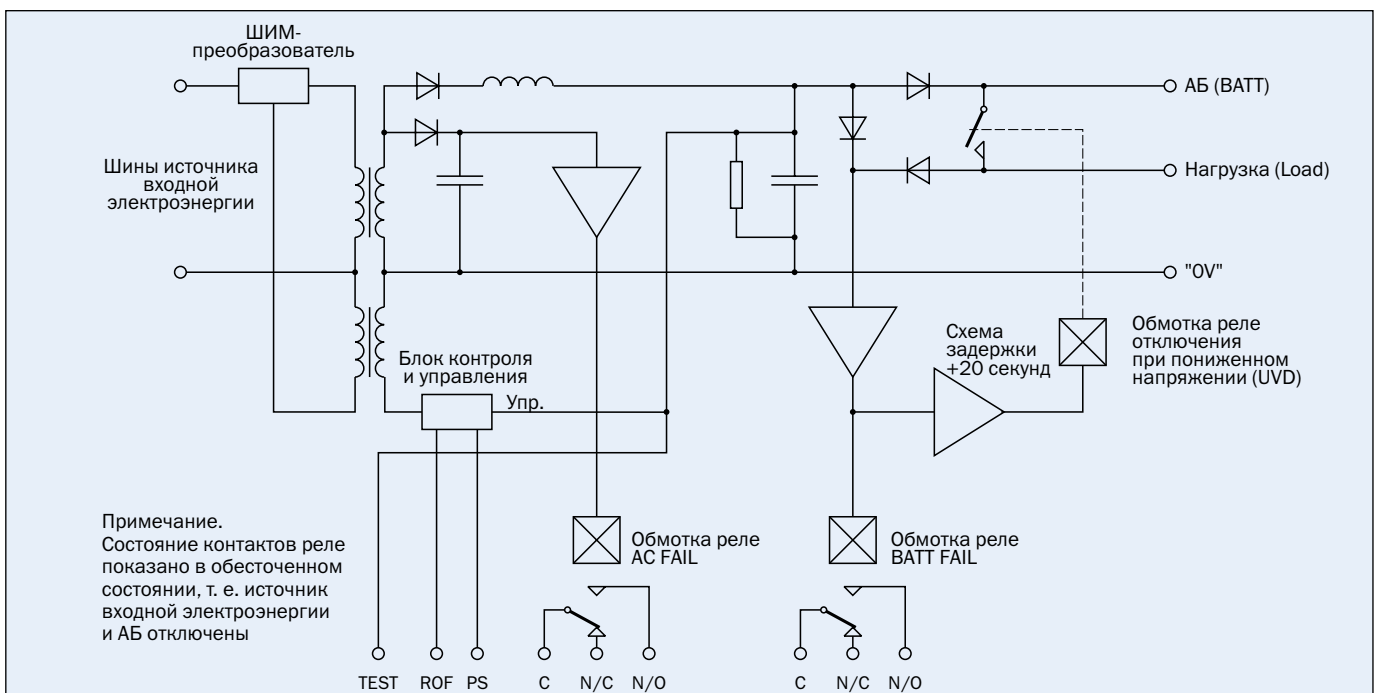 ШИМ-
преобразователь
АБ (BATT)
Шины источника
входной
электроэнергии
Нагрузка (Load)
"0V"
Схема
задержки
+20 секунд
Обмотка реле
отключения
при пониженном
напряжении (UVD)
Блок контроля
и управления
Упр.
Примечание.
Состояние контактов реле
показано в обесточенном
состоянии, т. е. источник
входной электроэнергии
и АБ отключены
Обмотка реле
AC FAIL
Обмотка реле
BATT FAIL
TEST ROF PS C N/C N/O C N/C N/O